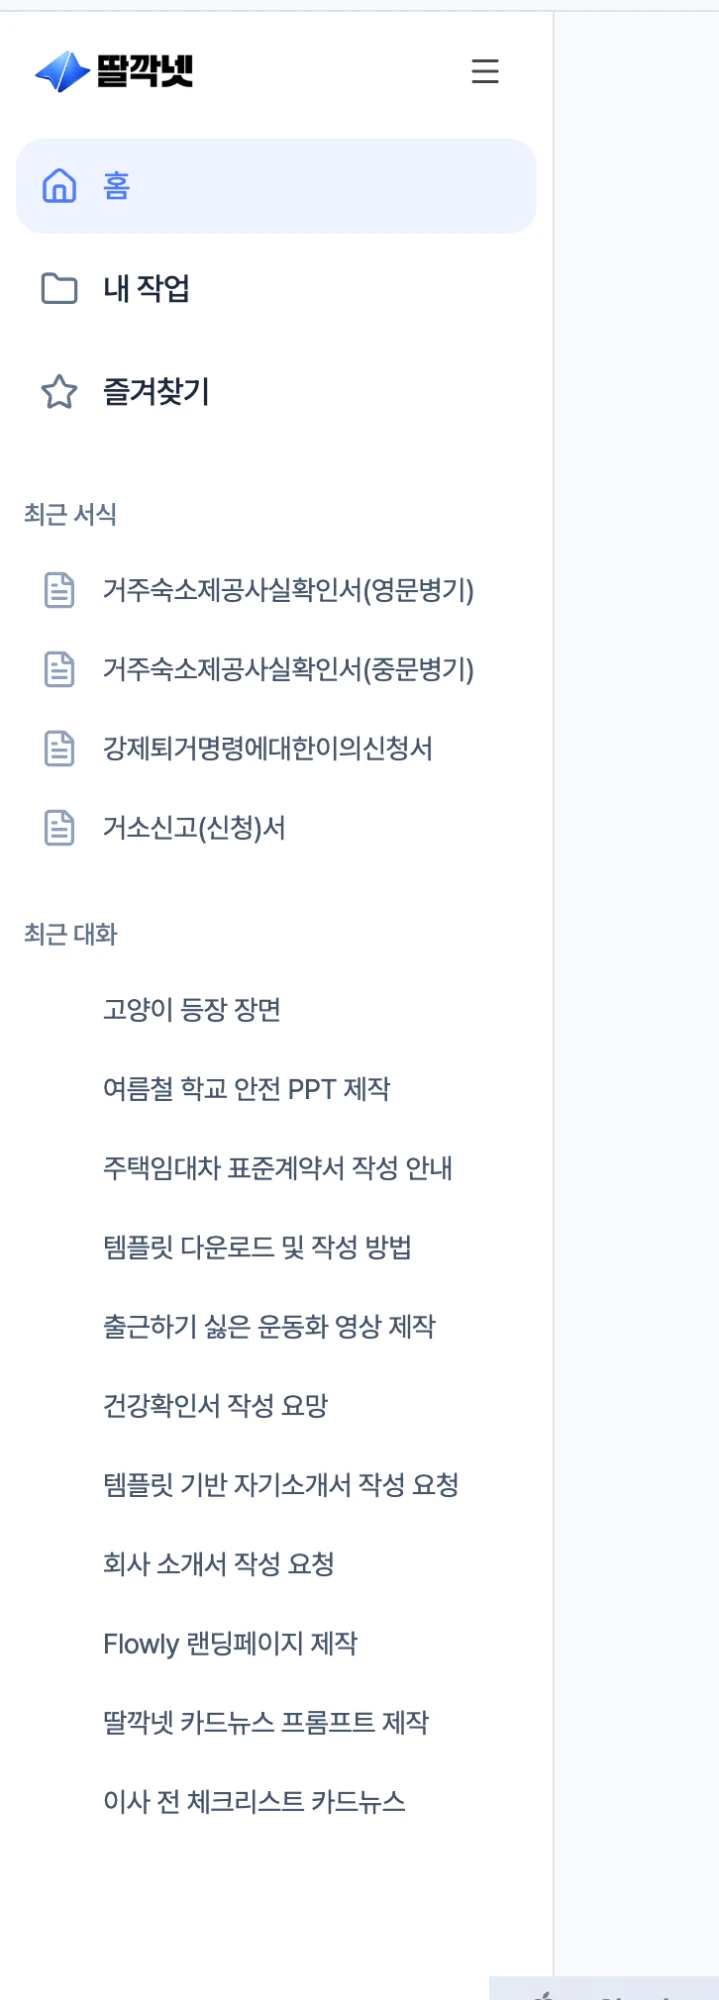 딸깍넷
홈
내 작업
즐겨찾기
최근 서식
거주숙소제공사실확인서(영문병기)
거주숙소제공사실확인서(중문병기)
강제퇴거명령에대한이의신청서
거소신고(신청)서
최근 대화
고양이 등장 장면
여름철 학교 안전 PPT 제작
주택임대차 표준계약서 작성 안내
템플릿 다운로드 및 작성 방법
출근하기 싫은 운동화 영상 제작
건강확인서 작성 요망
템플릿 기반 자기소개서 작성 요청
회사 소개서 작성 요청
Flowly 랜딩페이지 제작
딸깍넷 카드뉴스 프롬프트 제작
이사 전 체크리스트 카드뉴스